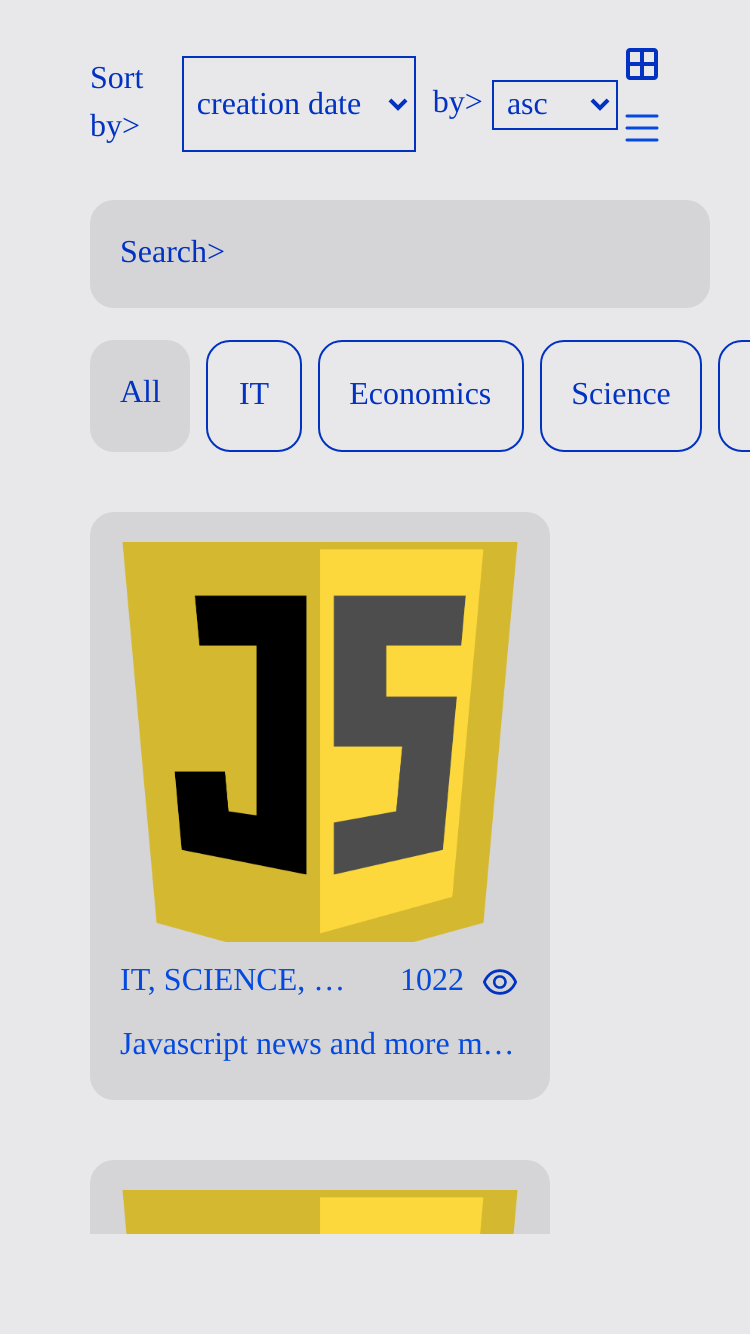 Sort by>
creation date
by>
asc
Search>
All
IT
Economics
Science
JS
IT, SCIENCE, …
1022
Javascript news and more m…